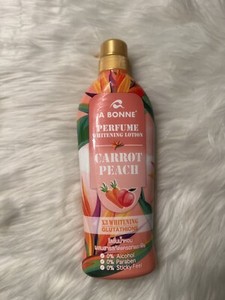 A BONNE'
PERFUME
WHITENING LOTION
CARROT
PEACH
X3 WHITENING
GLUTATHIONE
0% Alcohol
0% Paraben
0% Sticky Feel